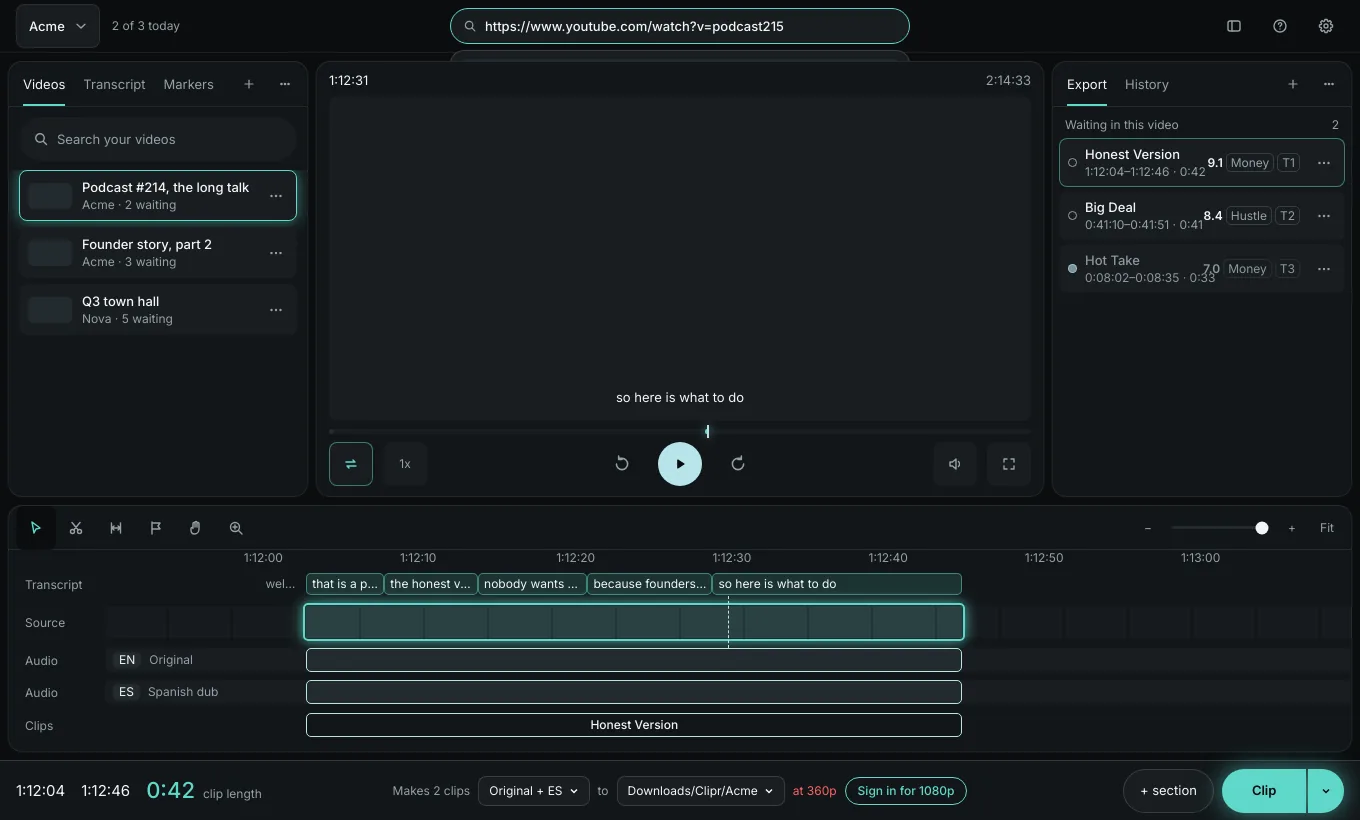 Acme
2 of 3 today
https://www.youtube.com/watch?v=podcast215
Videos
Transcript
Markers
Search your videos
Podcast #214, the long talk
Acme · 2 waiting
Founder story, part 2
Acme · 3 waiting
Q3 town hall
Nova · 5 waiting
1:12:31
2:14:33
so here is what to do
1x
Export
History
Waiting in this video
2
Honest Version
1:12:04–1:12:46 · 0:42
9.1
Money
T1
Big Deal
0:41:10–0:41:51 · 0:41
8.4
Hustle
T2
Hot Take
0:08:02–0:08:35 · 0:33
7.0
Money
T3
Fit
1:12:00
1:12:10
1:12:20
1:12:30
1:12:40
1:12:50
1:13:00
Transcript
wel...
that is a p...
the honest v...
nobody wants ...
because founders...
so here is what to do
Source
Audio
EN
Original
Audio
ES
Spanish dub
Clips
Honest Version
1:12:04
1:12:46
0:42
clip length
Makes 2 clips
Original + ES
to
Downloads/Clipr/Acme
at 360p
Sign in for 1080p
+ section
Clip